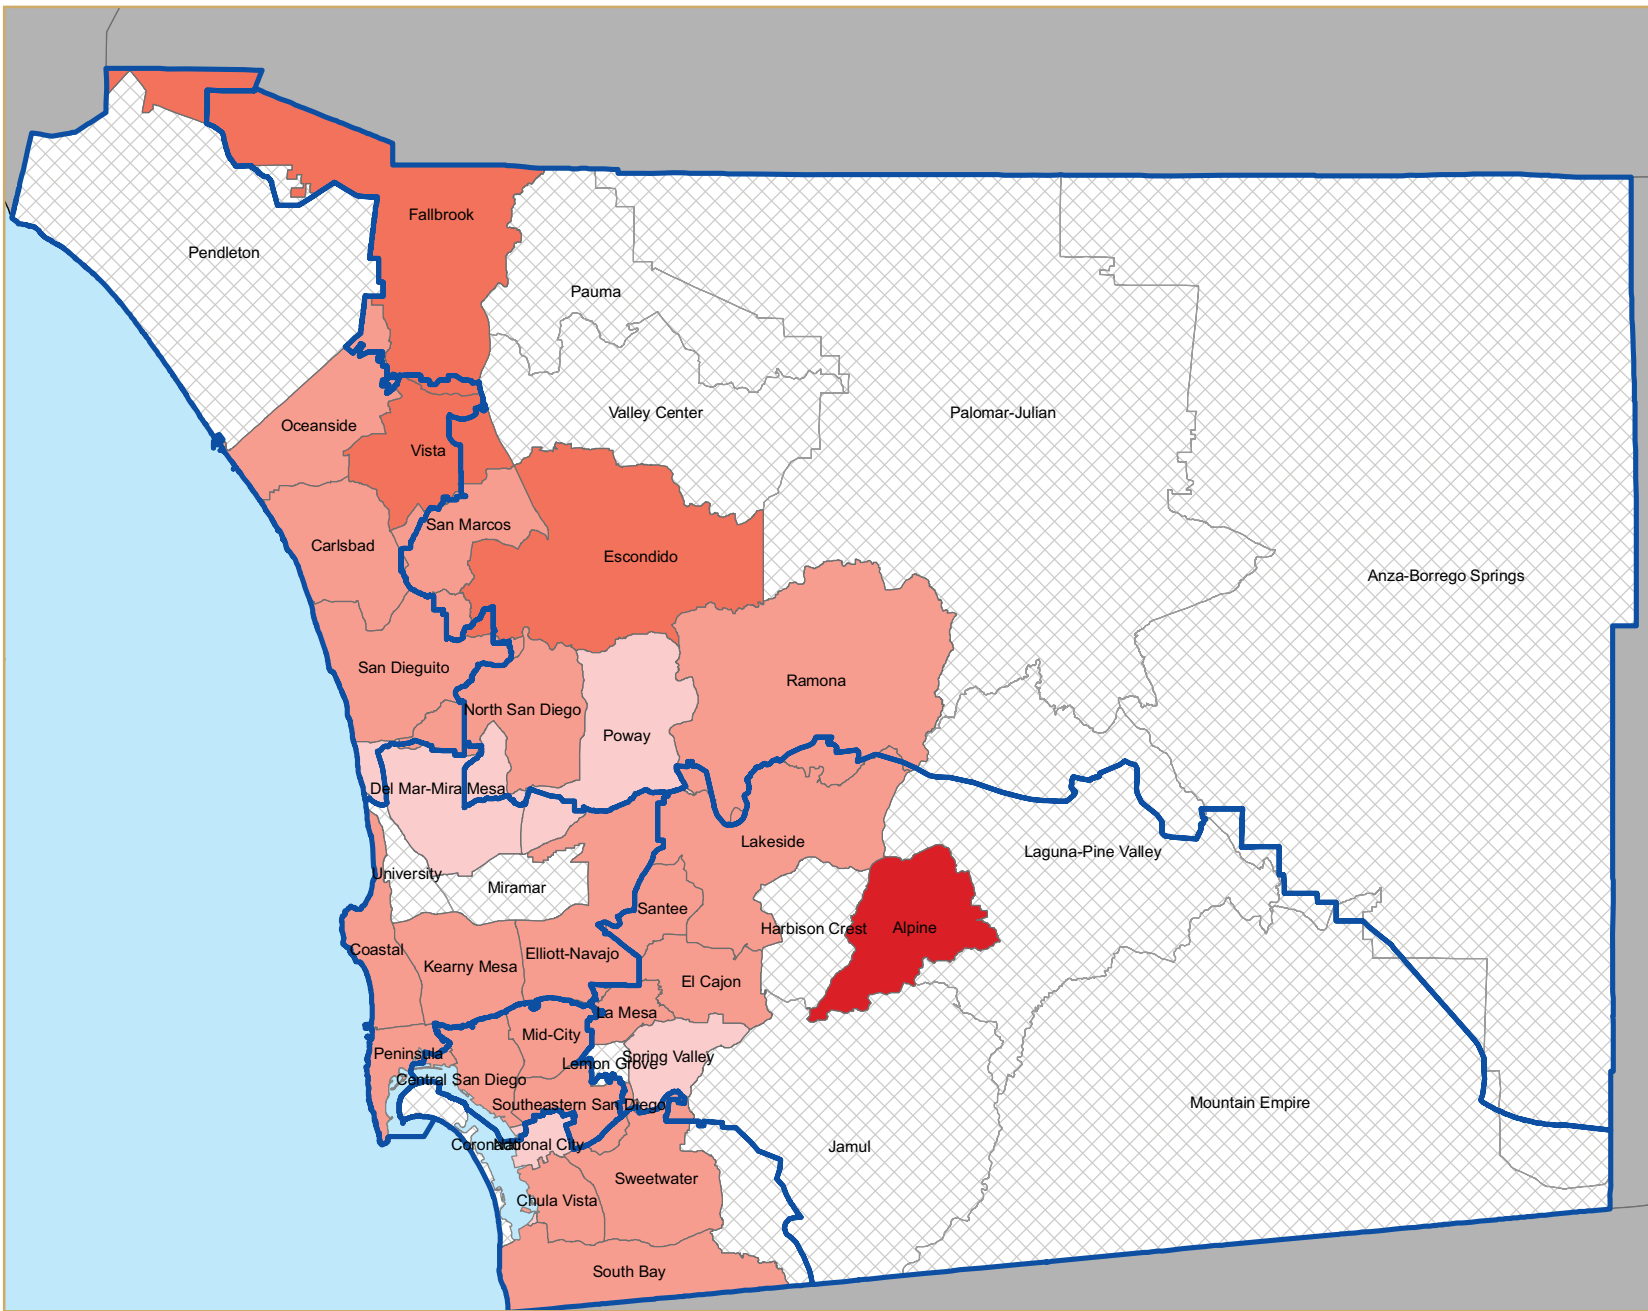 Fallbrook
Pendleton
Pauma
Valley Center
Palomar-Julian
Oceanside
Vista
San Marcos
Carlsbad
Escondido
Anza-Borrego Springs
San Dieguito
Ramona
North San Diego
Poway
Del Mar-Mira Mesa
Lakeside
Laguna-Pine Valley
University
Miramar
Santee
Harbison Crest
Alpine
Coastal
Elliott-Navajo
Kearny Mesa
El Cajon
La Mesa
Mid-City
Peninsula
Spring Valley
Lemon Grove
Central San Diego
Southeastern San Diego
Mountain Empire
Coronado
National City
Jamul
Sweetwater
Chula Vista
South Bay